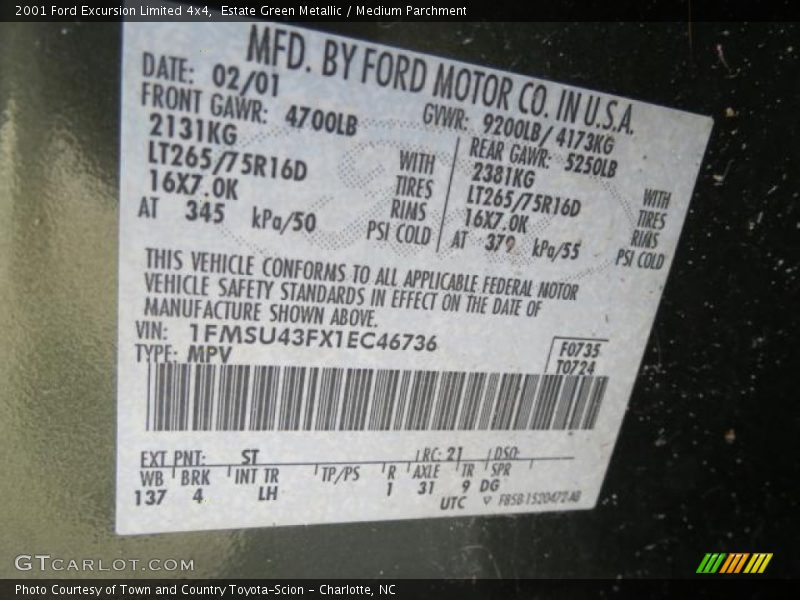 2001 Ford Excursion Limited 4x4,  Estate Green Metallic / Medium Parchment
MFD. BY FORD MOTOR CO. IN U.S.A.
DATE: 02/01
GVWR: 9200LB/ 4173KG
FRONT GAWR: 4700LB
REAR GAWR: 5250LB
2131KG
2381KG
LT265/75R16D
WITH TIRES
LT265/75R16D
WITH TIRES
16X7.0K
RIMS
16X7.0K
RIMS
AT 345 kPa/50 PSI COLD
AT 379 kPa/55 PSI COLD
THIS VEHICLE CONFORMS TO ALL APPLICABLE FEDERAL MOTOR
VEHICLE SAFETY STANDARDS IN EFFECT ON THE DATE OF
MANUFACTURE SHOWN ABOVE.
VIN: 1FMSU43FX1EC46736
F0735
TYPE: MPV
T0724
EXT PNT: ST
RC: 21
DSO:
WB BRK INT TR TP/PS R AXLE TR SPR
137 4 LH 1 31 9 DG
UTC F85B-1520472-AB
GTCARLOT.COM
Photo Courtesy of Town and Country Toyota-Scion – Charlotte, NC